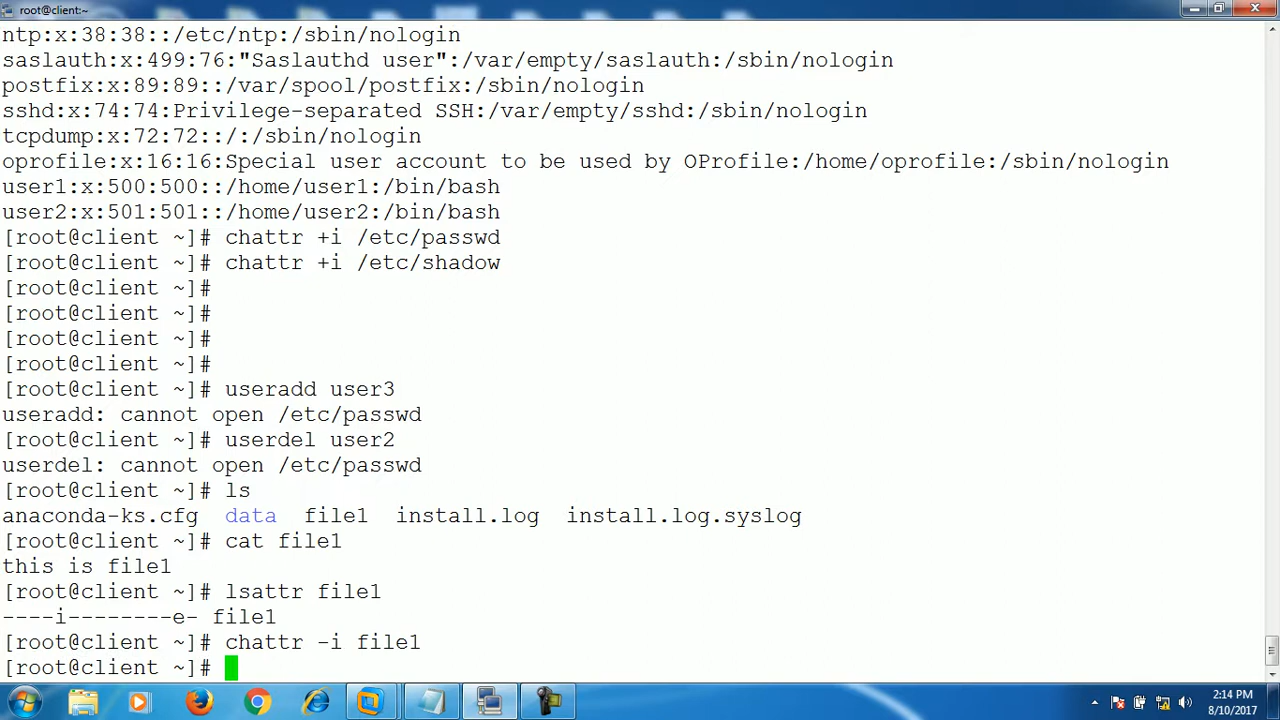 root@client:~
ntp:x:38:38::/etc/ntp:/sbin/nologin
saslauth:x:499:76:"Saslauthd user":/var/empty/saslauth:/sbin/nologin
postfix:x:89:89::/var/spool/postfix:/sbin/nologin
sshd:x:74:74:Privilege-separated SSH:/var/empty/sshd:/sbin/nologin
tcpdump:x:72:72::/:/sbin/nologin
oprofile:x:16:16:Special user account to be used by OProfile:/home/oprofile:/sbin/nologin
user1:x:500:500::/home/user1:/bin/bash
user2:x:501:501::/home/user2:/bin/bash
[root@client ~]# chattr +i /etc/passwd
[root@client ~]# chattr +i /etc/shadow
[root@client ~]#
[root@client ~]#
[root@client ~]#
[root@client ~]#
[root@client ~]# useradd user3
useradd: cannot open /etc/passwd
[root@client ~]# userdel user2
userdel: cannot open /etc/passwd
[root@client ~]# ls
anaconda-ks.cfg  data  file1  install.log  install.log.syslog
[root@client ~]# cat file1
this is file1
[root@client ~]# lsattr file1
----i--------e- file1
[root@client ~]# chattr -i file1
[root@client ~]#
2:14 PM
8/10/2017